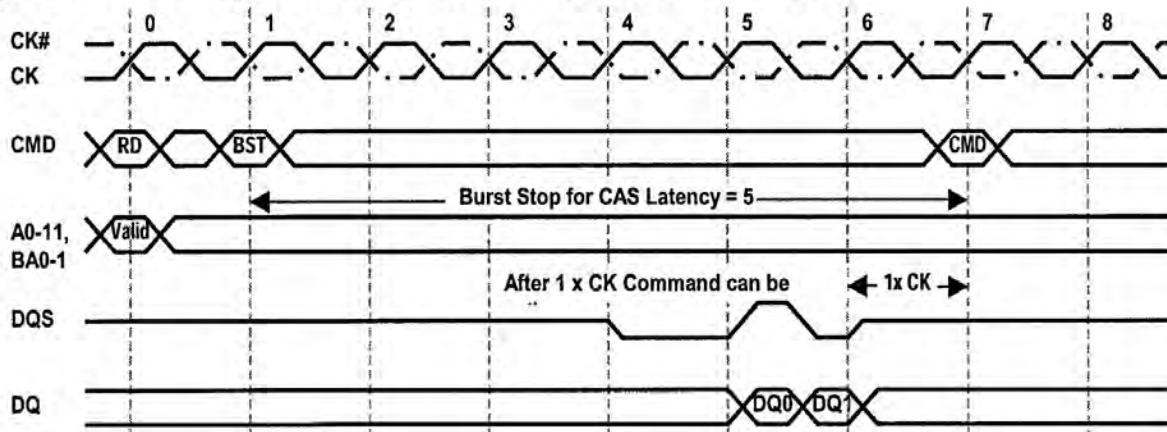 0 1 2 3 4 5 6 7 8
CK#
CK
CMD RD BST CMD
Burst Stop for CAS Latency = 5
A0-11, Valid
BA0-1
After 1 x CK Command can be 1x CK
DQS
DQ DQ0 DQ1